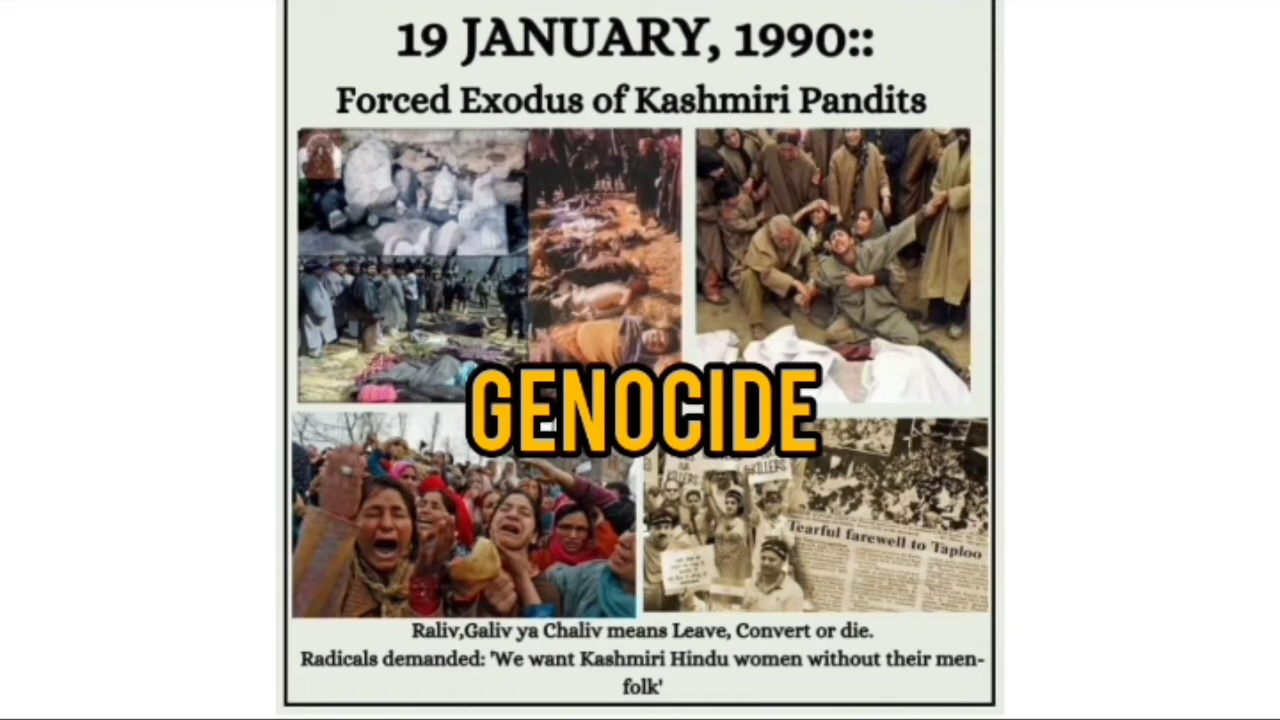 19 JANUARY, 1990::
Forced Exodus of Kashmiri Pandits
GENOCIDE
KILLERS
Tearful farewell to Taploo
Raliv,Galiv ya Chaliv means Leave, Convert or die.
Radicals demanded: 'We want Kashmiri Hindu women without their men-
folk'